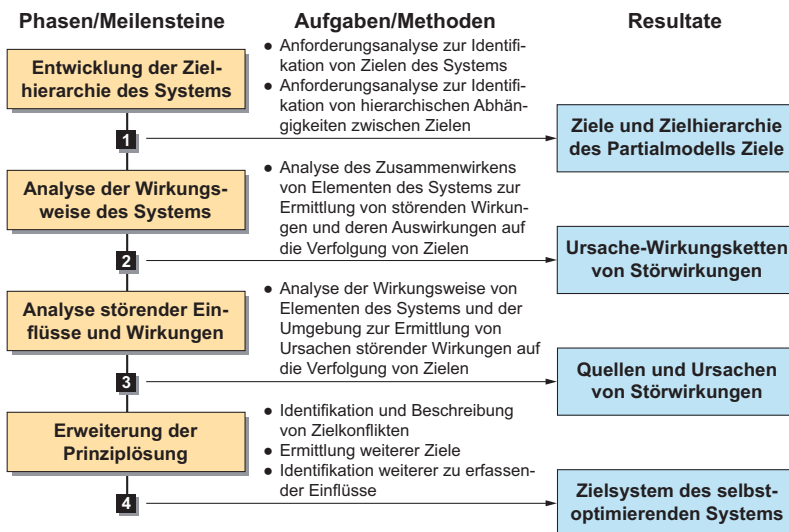 Phasen/Meilensteine
Aufgaben/Methoden
Resultate
Entwicklung der Ziel-
hierarchie des Systems
● Anforderungsanalyse zur Identifi-
kation von Zielen des Systems
● Anforderungsanalyse zur Identifi-
kation von hierarchischen Abhän-
gigkeiten zwischen Zielen
1
Ziele und Zielhierarchie
des Partialmodells Ziele
Analyse der Wirkungs-
weise des Systems
● Analyse des Zusammenwirkens
von Elementen des Systems zur
Ermittlung von störenden Wirkun-
gen und deren Auswirkungen auf
die Verfolgung von Zielen
2
Ursache-Wirkungsketten
von Störwirkungen
Analyse störender Ein-
flüsse und Wirkungen
● Analyse der Wirkungsweise von
Elementen des Systems und der
Umgebung zur Ermittlung von
Ursachen störender Wirkungen auf
die Verfolgung von Zielen
3
Quellen und Ursachen
von Störwirkungen
Erweiterung der
Prinziplösung
● Identifikation und Beschreibung
von Zielkonflikten
● Ermittlung weiterer Ziele
● Identifikation weiterer zu erfassen-
der Einflüsse
4
Zielsystem des selbst-
optimierenden Systems